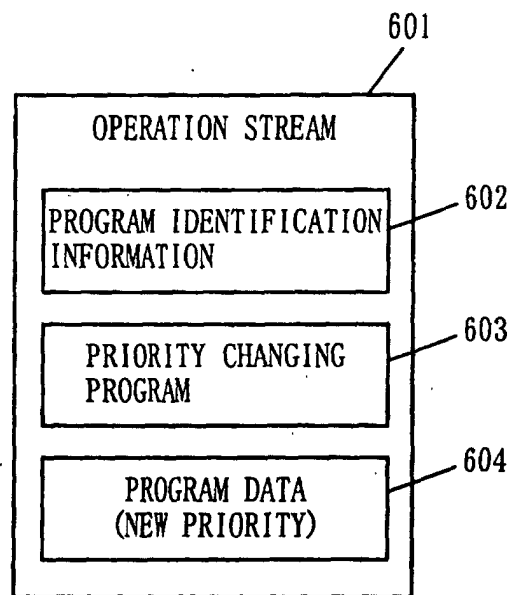 601
OPERATION STREAM
602
PROGRAM IDENTIFICATION
INFORMATION
603
PRIORITY CHANGING
PROGRAM
604
PROGRAM DATA
(NEW PRIORITY)